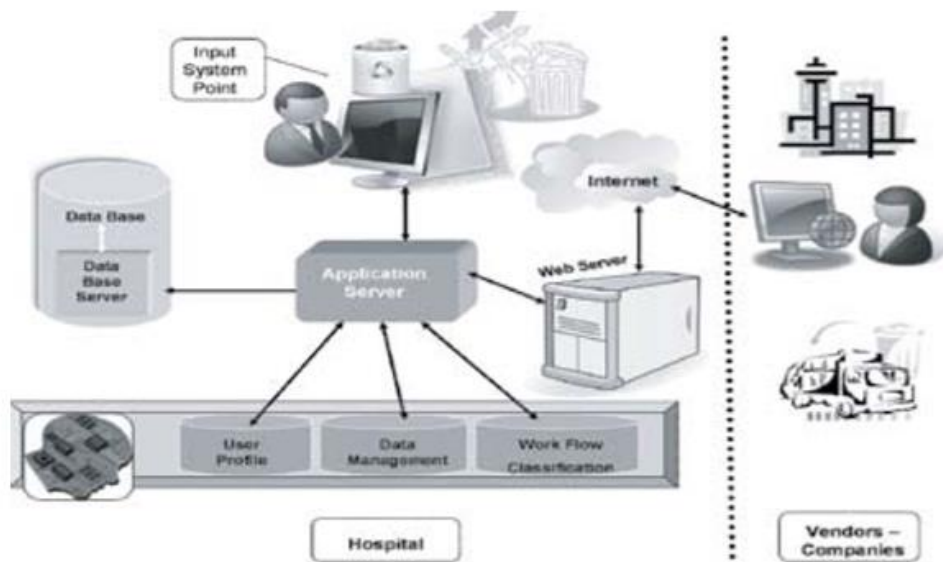 Input
System
Point
Internet
Data Base
Data
Base
Server
Application
Server
Web Server
User
Profile
Data
Management
Work Flow
Classification
Hospital
Vendors –
Companies